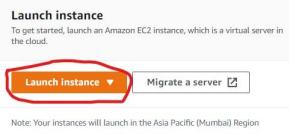 Launch instance
To get started, launch an Amazon EC2 instance, which is a virtual server in
the cloud.
Launch instance ▼ Migrate a server
Note: Your instances will launch in the Asia Pacific (Mumbai) Region